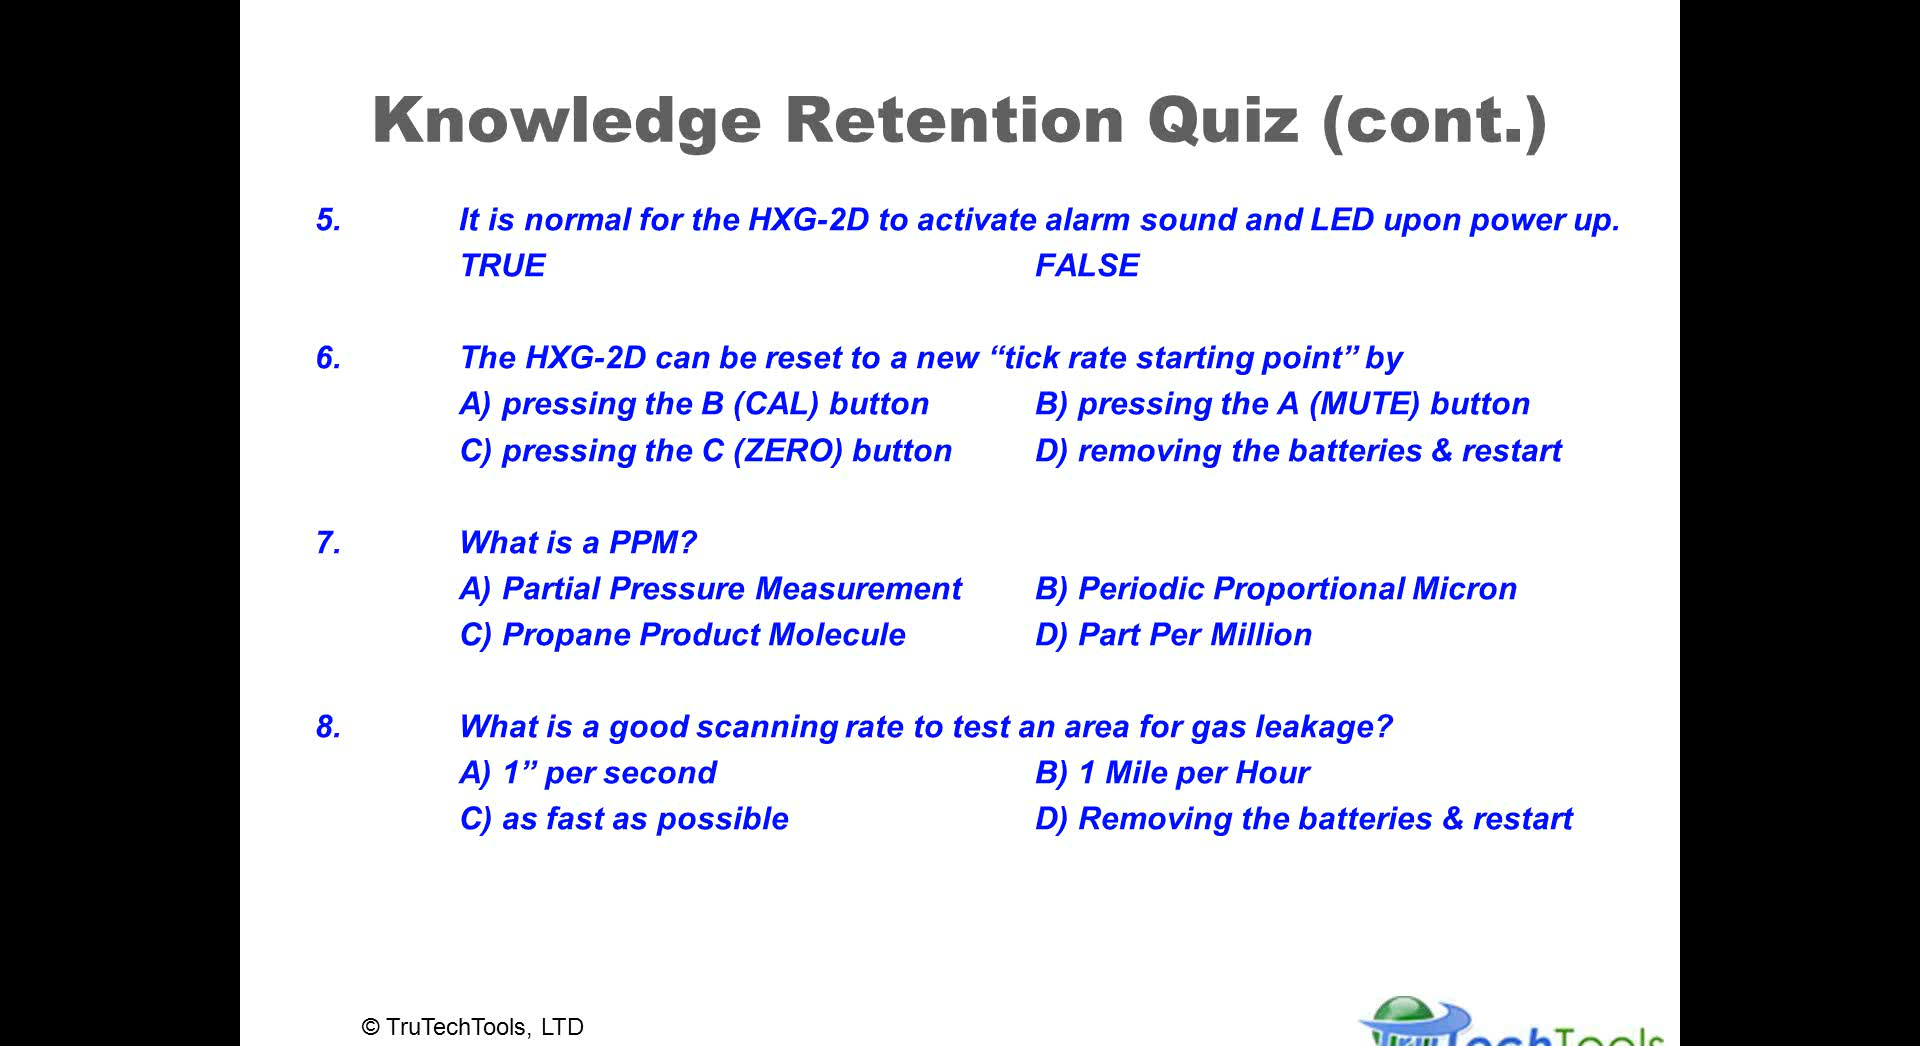 Knowledge Retention Quiz (cont.)
5. It is normal for the HXG-2D to activate alarm sound and LED upon power up.
TRUE FALSE
6. The HXG-2D can be reset to a new “tick rate starting point” by
A) pressing the B (CAL) button B) pressing the A (MUTE) button
C) pressing the C (ZERO) button D) removing the batteries & restart
7. What is a PPM?
A) Partial Pressure Measurement B) Periodic Proportional Micron
C) Propane Product Molecule D) Part Per Million
8. What is a good scanning rate to test an area for gas leakage?
A) 1” per second B) 1 Mile per Hour
C) as fast as possible D) Removing the batteries & restart
© TruTechTools, LTD
TechTools